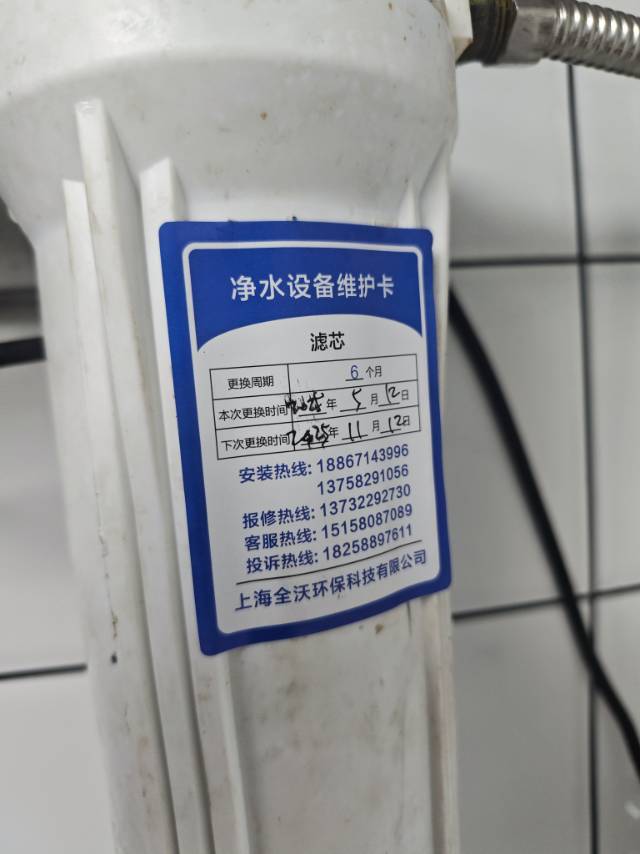 净水设备维护卡
滤芯
更换周期 6 个月
本次更换时间 2025 年 5 月 12 日
下次更换时间 2025 年 11 月 12 日
安装热线: 18867143996
13758291056
报修热线: 13732292730
客服热线: 15158087089
投诉热线: 18258897611
上海全沃环保科技有限公司